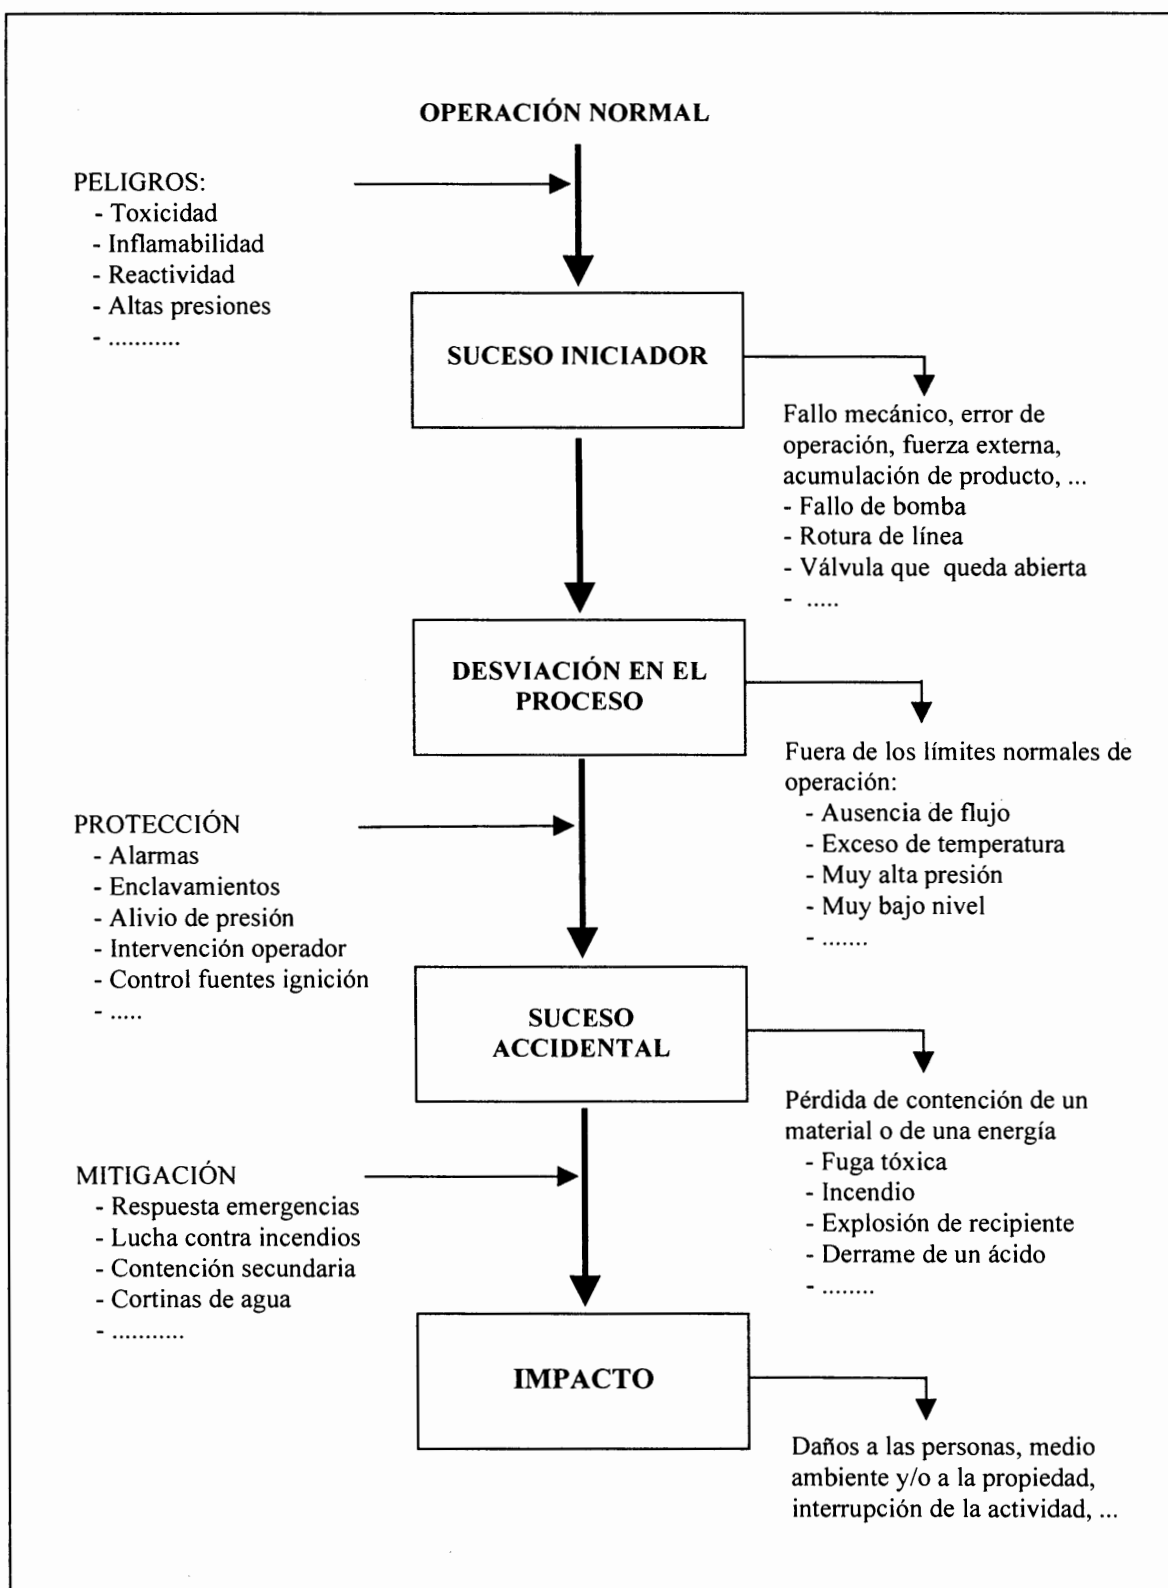 OPERACIÓN NORMAL
PELIGROS:
- Toxicidad
- Inflamabilidad
- Reactividad
- Altas presiones
- ...........
SUCESO INICIADOR
Fallo mecánico, error de
operación, fuerza externa,
acumulación de producto, ...
- Fallo de bomba
- Rotura de línea
- Válvula que queda abierta
- .....
DESVIACIÓN EN EL
PROCESO
Fuera de los límites normales de
operación:
- Ausencia de flujo
- Exceso de temperatura
- Muy alta presión
- Muy bajo nivel
- .......
PROTECCIÓN
- Alarmas
- Enclavamientos
- Alivio de presión
- Intervención operador
- Control fuentes ignición
- .....
SUCESO
ACCIDENTAL
Pérdida de contención de un
material o de una energía
- Fuga tóxica
- Incendio
- Explosión de recipiente
- Derrame de un ácido
- ........
MITIGACIÓN
- Respuesta emergencias
- Lucha contra incendios
- Contención secundaria
- Cortinas de agua
- ...........
IMPACTO
Daños a las personas, medio
ambiente y/o a la propiedad,
interrupción de la actividad, ...